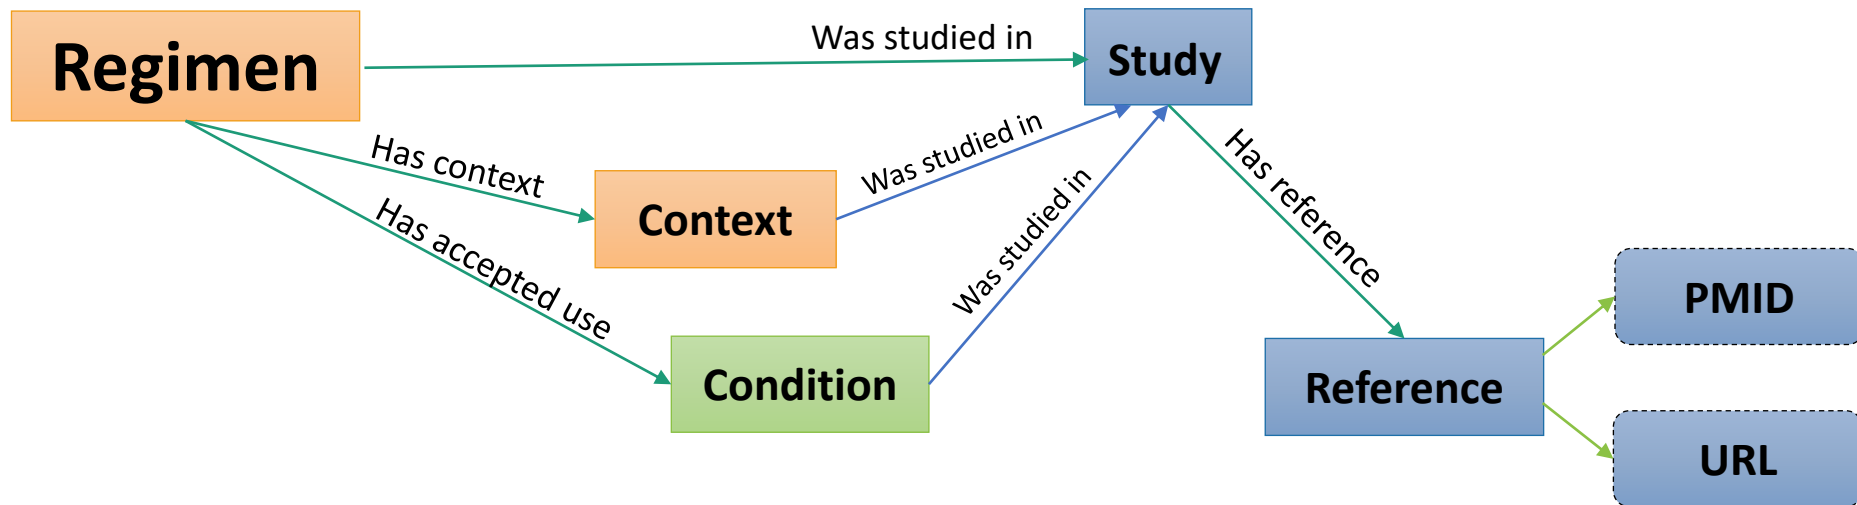 Regimen
Was studied in
Study
Has context
Was studied in
Has reference
Context
Has accepted use
Was studied in
PMID
Condition
Reference
URL